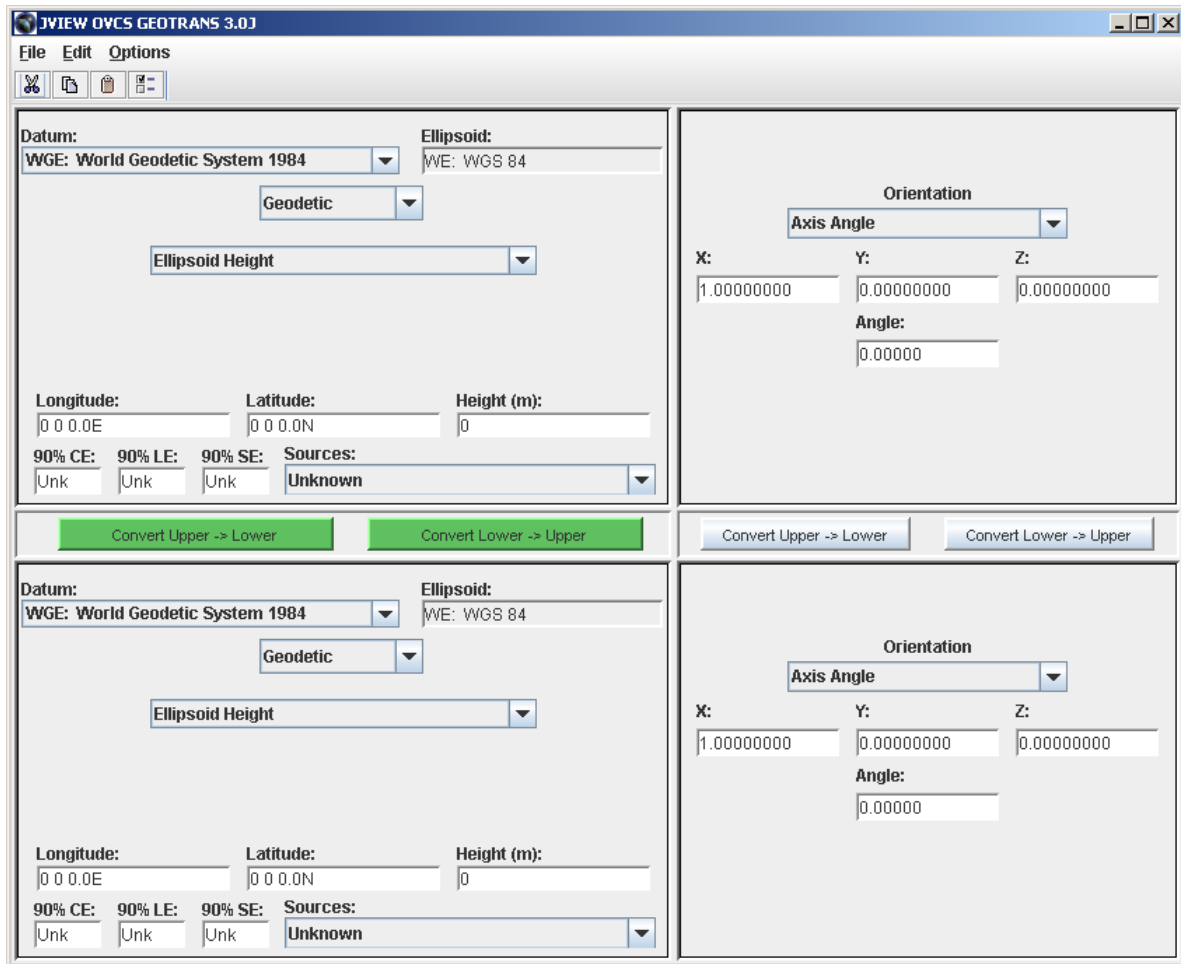 JVIEW OVCS GEOTRANS 3.0J
File Edit Options
Datum: Ellipsoid:
WGE: World Geodetic System 1984 WE: WGS 84
Geodetic
Ellipsoid Height
Longitude: Latitude: Height (m):
0 0 0.0E 0 0 0.0N 0
90% CE: 90% LE: 90% SE: Sources:
Unk Unk Unk Unknown
Orientation
Axis Angle
X: Y: Z:
1.00000000 0.00000000 0.00000000
Angle:
0.00000
Convert Upper -> Lower Convert Lower -> Upper Convert Upper -> Lower Convert Lower -> Upper
Datum: Ellipsoid:
WGE: World Geodetic System 1984 WE: WGS 84
Geodetic
Ellipsoid Height
Longitude: Latitude: Height (m):
0 0 0.0E 0 0 0.0N 0
90% CE: 90% LE: 90% SE: Sources:
Unk Unk Unk Unknown
Orientation
Axis Angle
X: Y: Z:
1.00000000 0.00000000 0.00000000
Angle:
0.00000